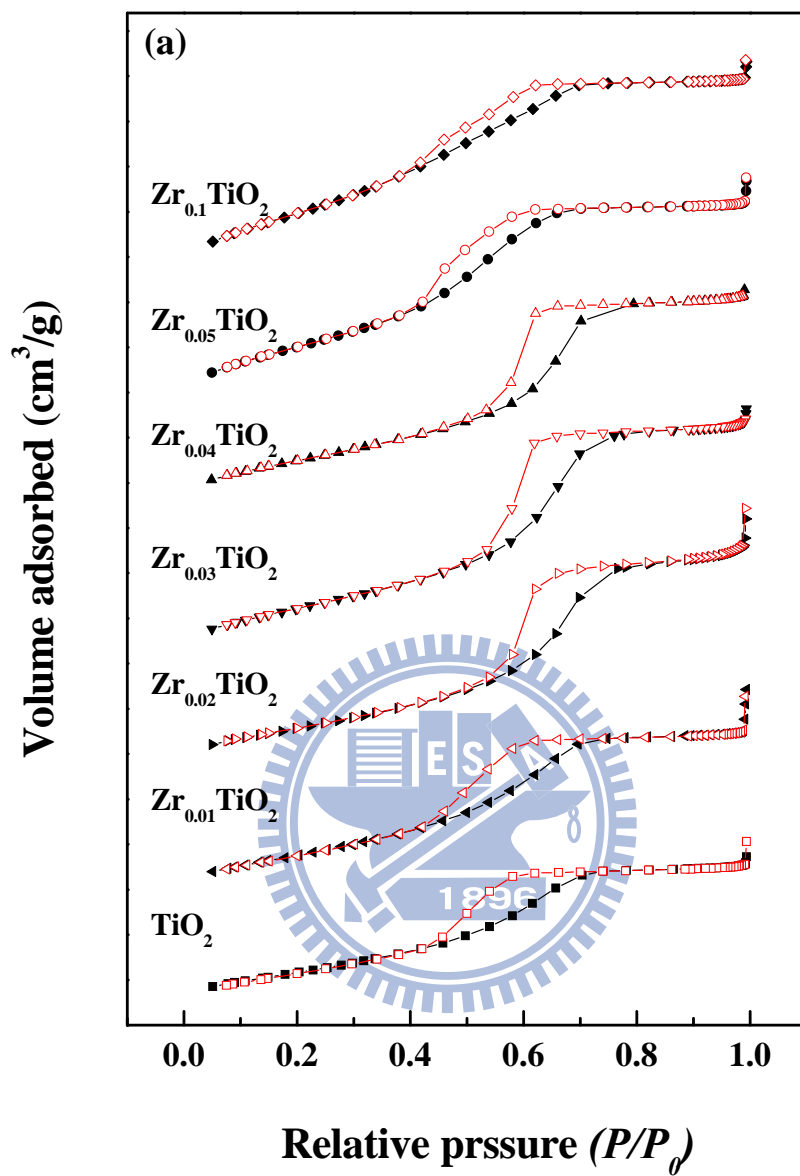 (a)
Zr₀.₁TiO₂
Zr₀.₀₅TiO₂
Zr₀.₀₄TiO₂
Zr₀.₀₃TiO₂
Zr₀.₀₂TiO₂
Zr₀.₀₁TiO₂
TiO₂
Volume adsorbed (cm³/g)
E S A
1896
0.0 0.2 0.4 0.6 0.8 1.0
Relative prssure (P/P₀)